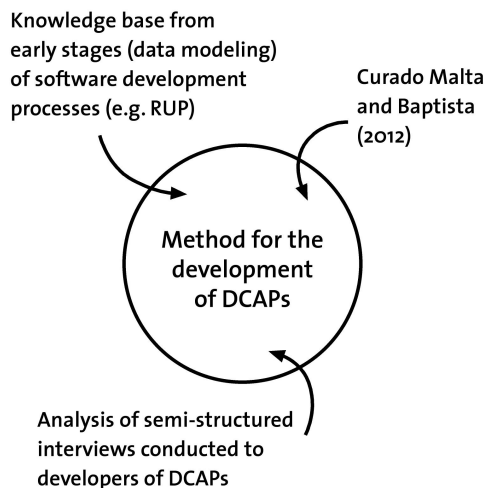 Knowledge base from
early stages (data modeling)
of software development
processes (e.g. RUP)
Curado Malta
and Baptista
(2012)
Method for the
development
of DCAPs
Analysis of semi-structured
interviews conducted to
developers of DCAPs